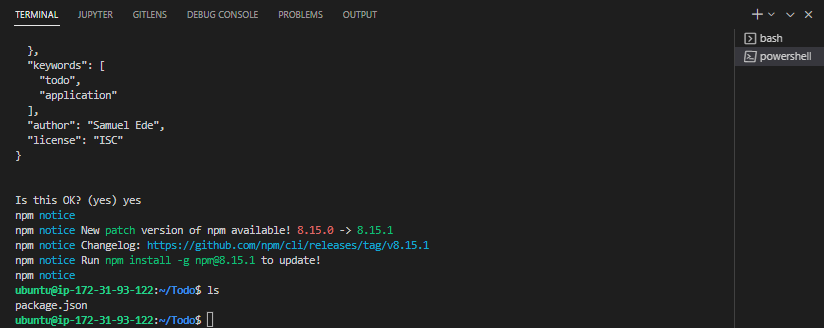 TERMINAL JUPYTER GITLENS DEBUG CONSOLE PROBLEMS OUTPUT
bash
powershell
},
"keywords": [
"todo",
"application"
],
"author": "Samuel Ede",
"license": "ISC"
}
Is this OK? (yes) yes
npm notice
npm notice New patch version of npm available! 8.15.0 -> 8.15.1
npm notice Changelog: https://github.com/npm/cli/releases/tag/v8.15.1
npm notice Run npm install -g npm@8.15.1 to update!
npm notice
ubuntu@ip-172-31-93-122:~/Todo$ ls
package.json
ubuntu@ip-172-31-93-122:~/Todo$